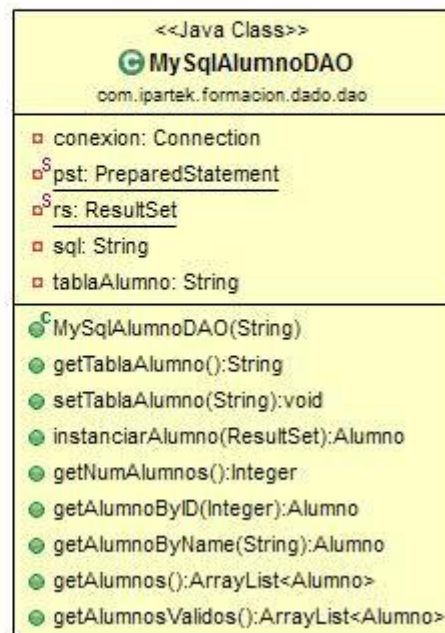 <<Java Class>>
C MySqlAlumnoDAO
com.ipartek.formacion.dado.dao
conexion: Connection
S pst: PreparedStatement
S rs: ResultSet
sql: String
tablaAlumno: String
C MySqlAlumnoDAO(String)
getTablaAlumno():String
setTablaAlumno(String):void
instanciarAlumno(ResultSet):Alumno
getNumAlumnos():Integer
getAlumnoByID(Integer):Alumno
getAlumnoByName(String):Alumno
getAlumnos():ArrayList<Alumno>
getAlumnosValidos():ArrayList<Alumno>